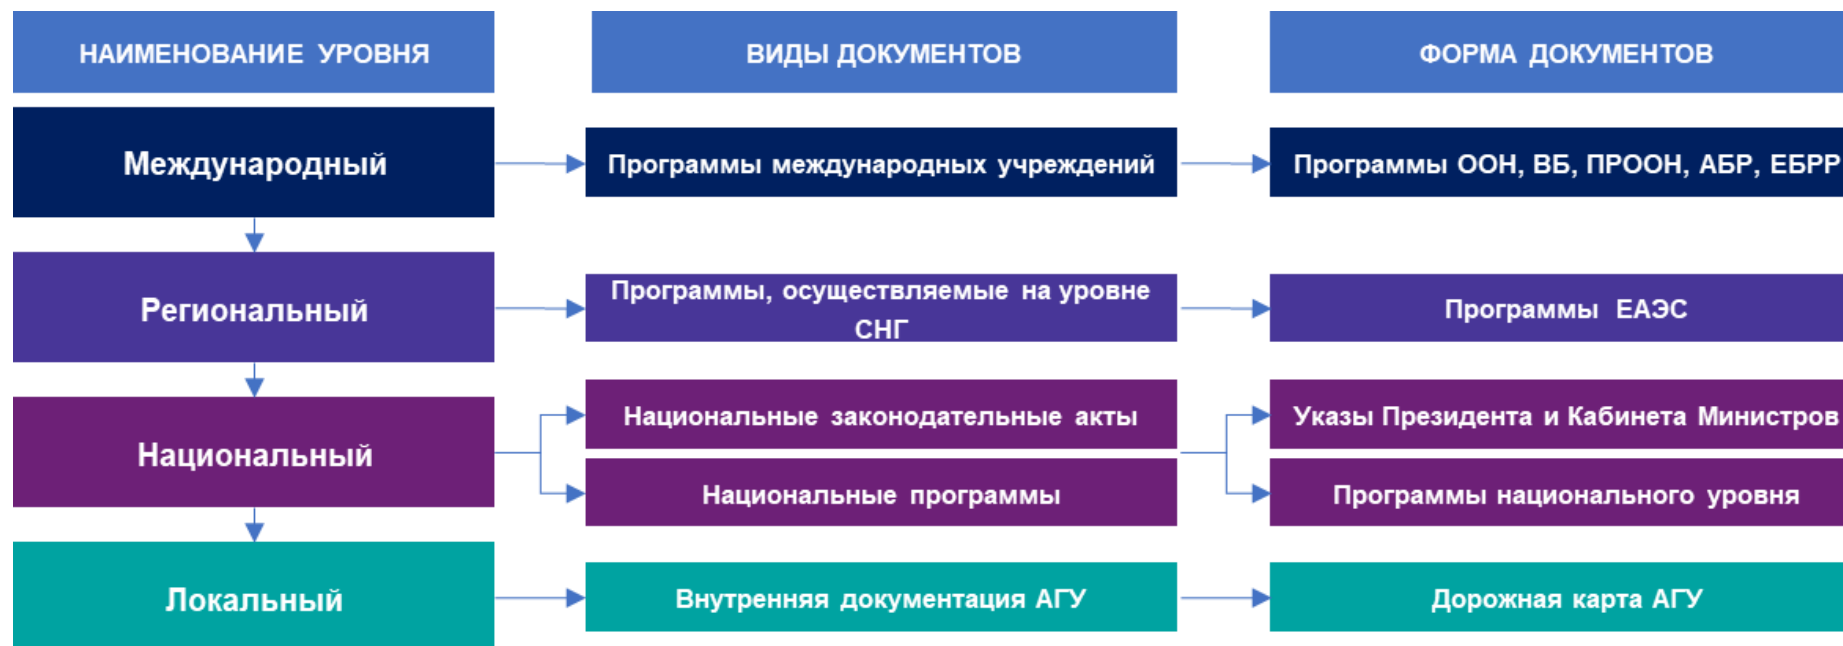 НАИМЕНОВАНИЕ УРОВНЯ
ВИДЫ ДОКУМЕНТОВ
ФОРМА ДОКУМЕНТОВ
Международный
Программы международных учреждений
Программы ООН, ВБ, ПРООН, АБР, ЕБРР
Региональный
Программы, осуществляемые на уровне
СНГ
Программы ЕАЭС
Национальный
Национальные законодательные акты
Указы Президента и Кабинета Министров
Национальные программы
Программы национального уровня
Локальный
Внутренняя документация АГУ
Дорожная карта АГУ